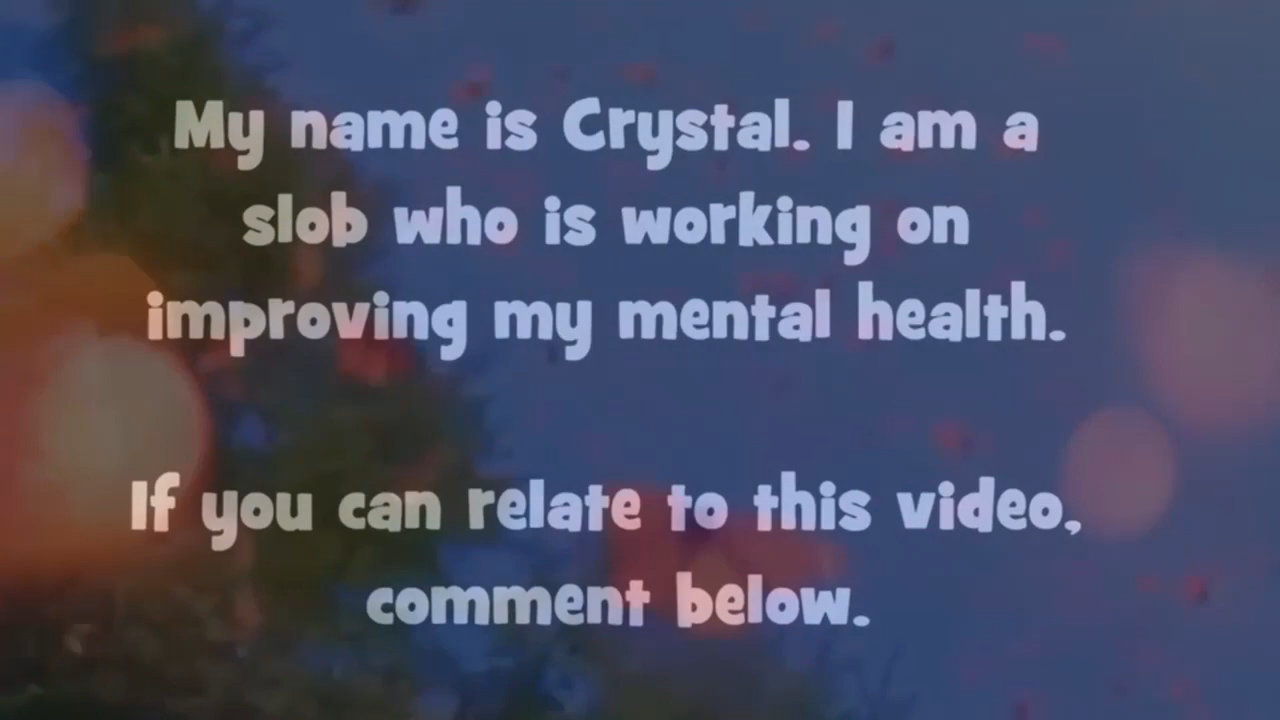 My name is Crystal. I am a
slob who is working on
improving my mental health.
If you can relate to this video,
comment below.